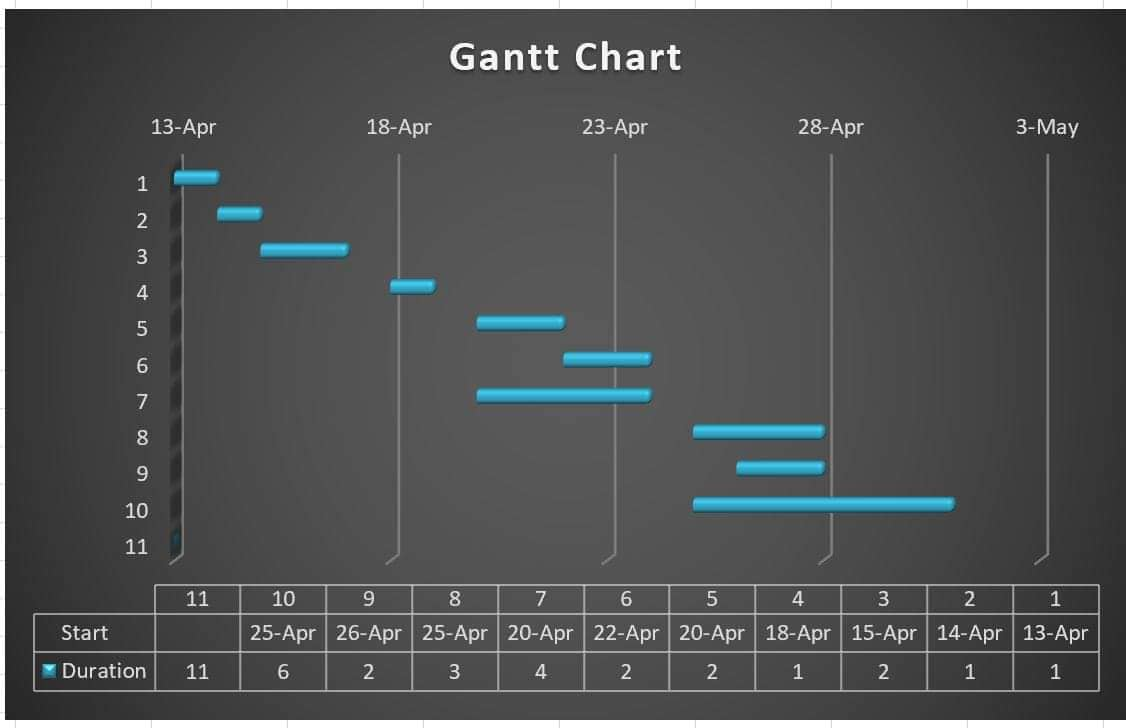 Gantt Chart
13-Apr 18-Apr 23-Apr 28-Apr 3-May
1
2
3
4
5
6
7
8
9
10
11
11 10 9 8 7 6 5 4 3 2 1
Start 25-Apr 26-Apr 25-Apr 20-Apr 22-Apr 20-Apr 18-Apr 15-Apr 14-Apr 13-Apr
Duration 11 6 2 3 4 2 2 1 2 1 1